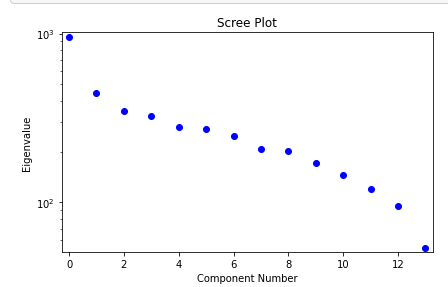 Scree Plot
10³
10²
Eigenvalue
0 2 4 6 8 10 12
Component Number